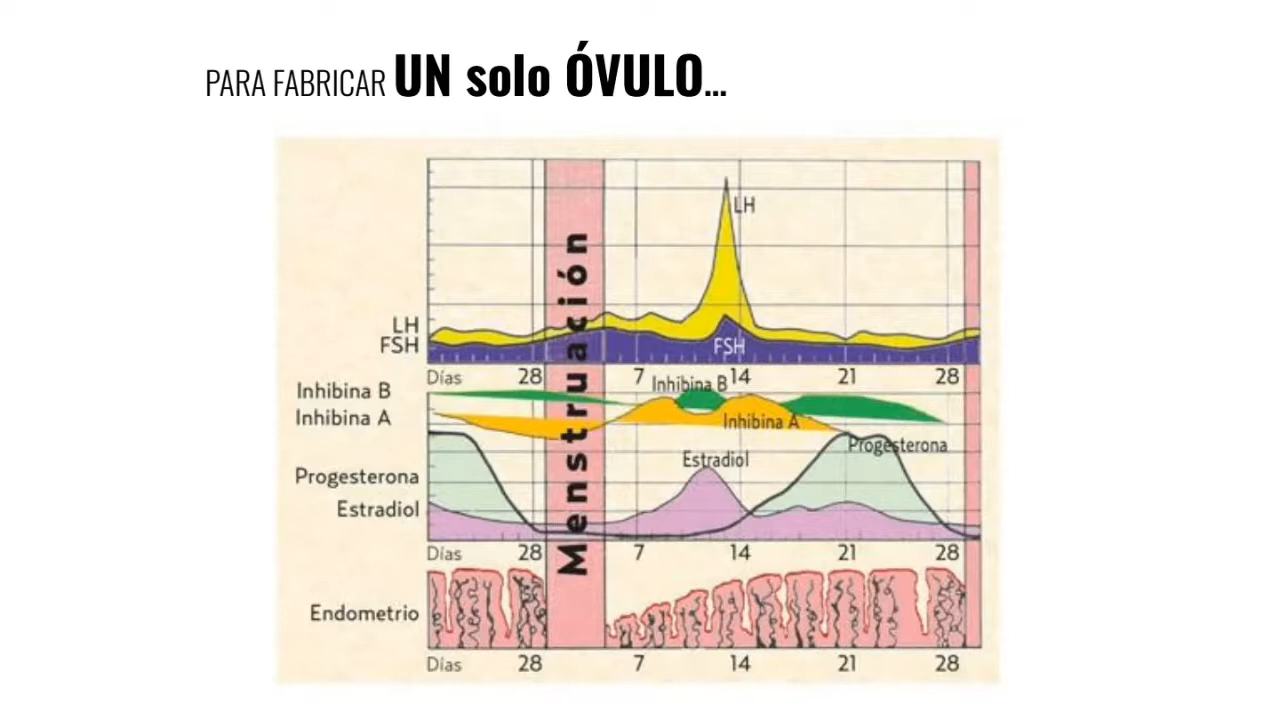 PARA FABRICAR UN solo ÓVULO...
LH
LH
FSH
FSH
Menstruación
Días 28 7 14 21 28
Inhibina B
Inhibina B
Inhibina A
Inhibina A
Progesterona
Estradiol
Progesterona
Estradiol
Días 28 7 14 21 28
Endometrio
Días 28 7 14 21 28